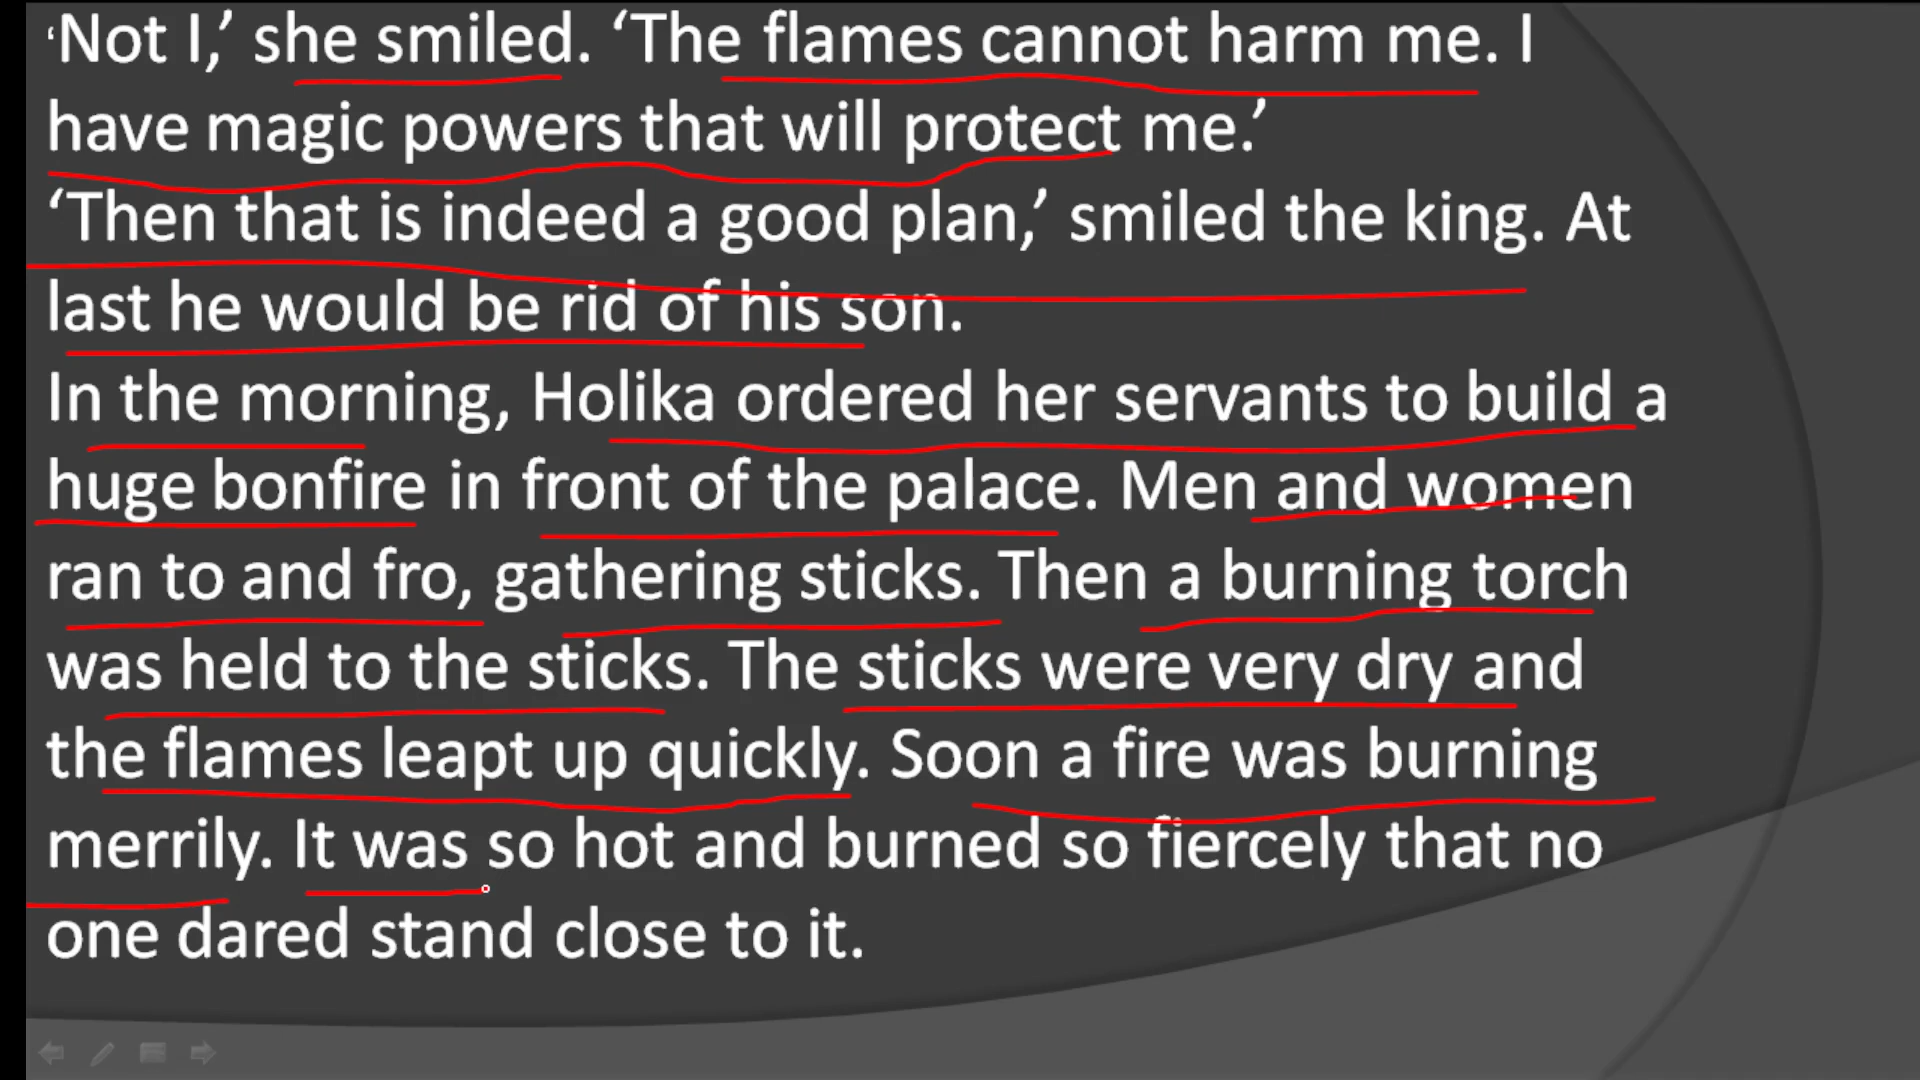 ‘Not I,’ she smiled. ‘The flames cannot harm me. I
have magic powers that will protect me.’
‘Then that is indeed a good plan,’ smiled the king. At
last he would be rid of his son.
In the morning, Holika ordered her servants to build a
huge bonfire in front of the palace. Men and women
ran to and fro, gathering sticks. Then a burning torch
was held to the sticks. The sticks were very dry and
the flames leapt up quickly. Soon a fire was burning
merrily. It was so hot and burned so fiercely that no
one dared stand close to it.